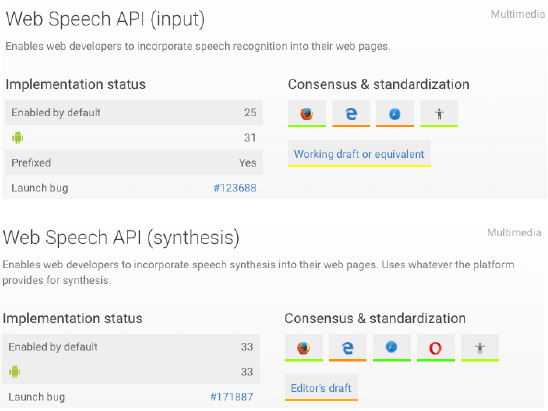 Web Speech API (input)
Multimedia
Enables web developers to incorporate speech recognition into their web pages.
Implementation status
Consensus & standardization
Enabled by default 25
31
Prefixed Yes
Working draft or equivalent
Launch bug #123688
Web Speech API (synthesis)
Multimedia
Enables web developers to incorporate speech synthesis into their web pages. Uses whatever the platform
provides for synthesis.
Implementation status
Consensus & standardization
Enabled by default 33
33
Editor's draft
Launch bug #171887